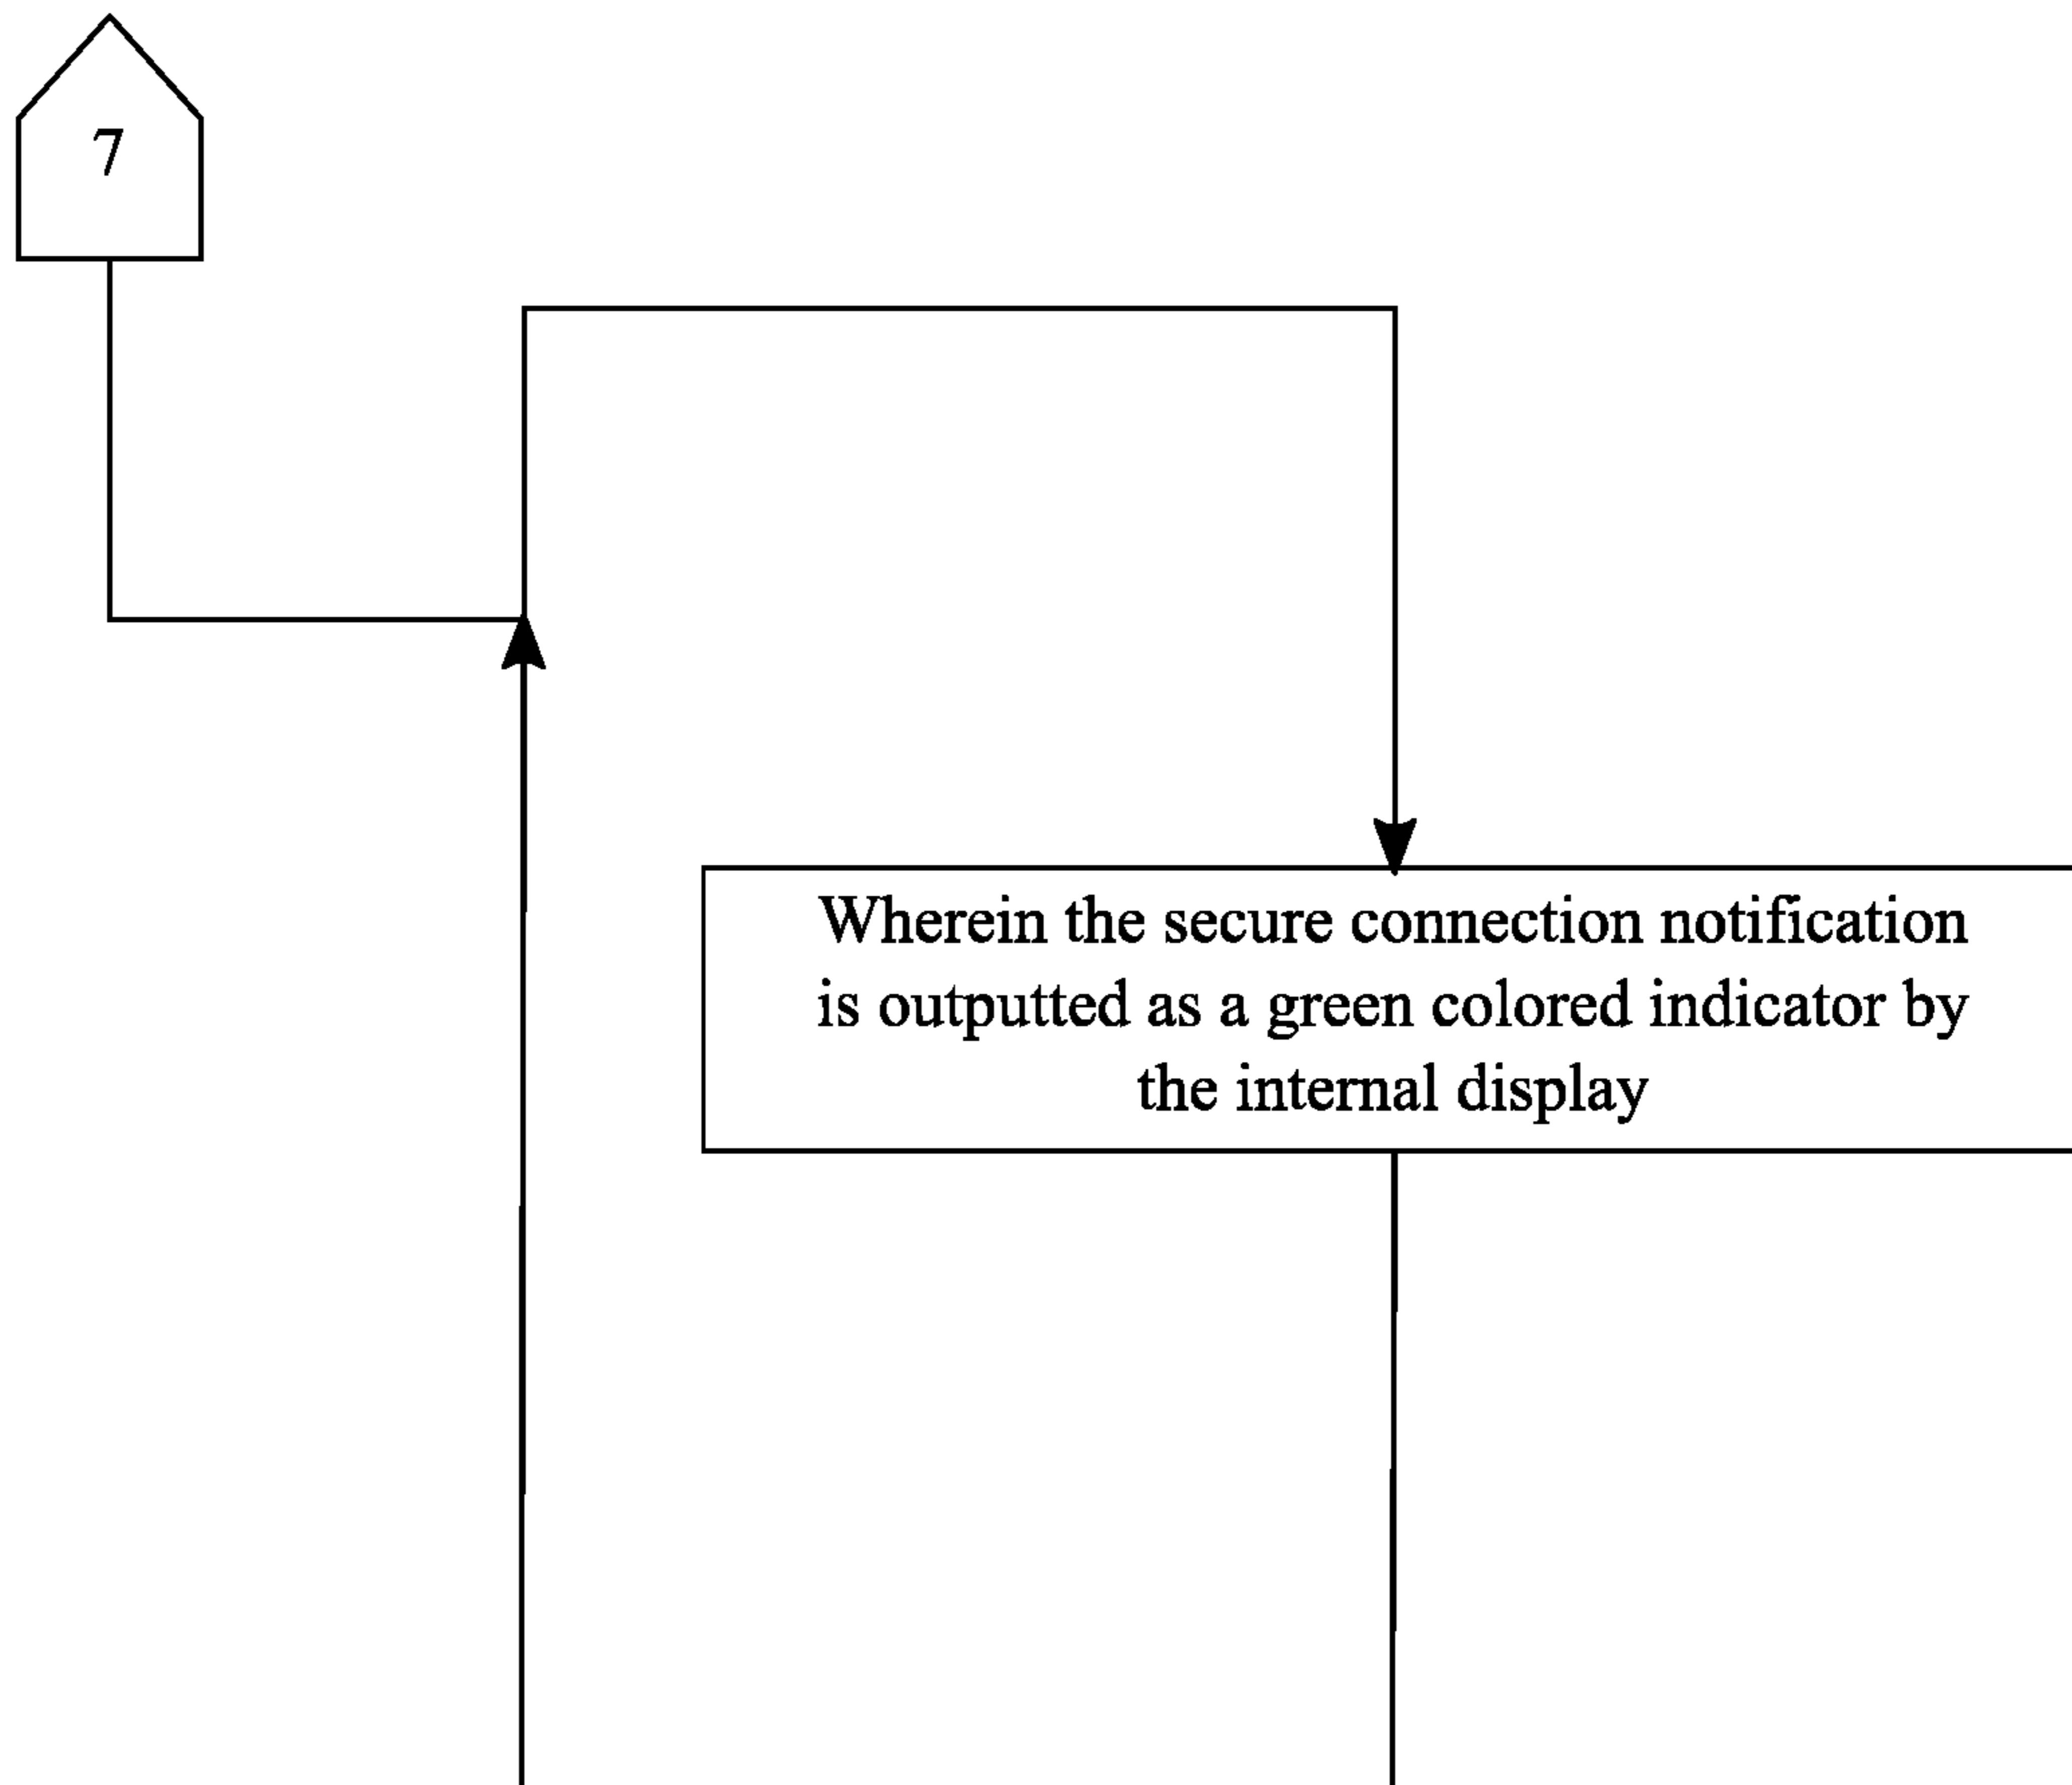 7
Wherein the secure connection notification
is outputted as a green colored indicator by
the internal display